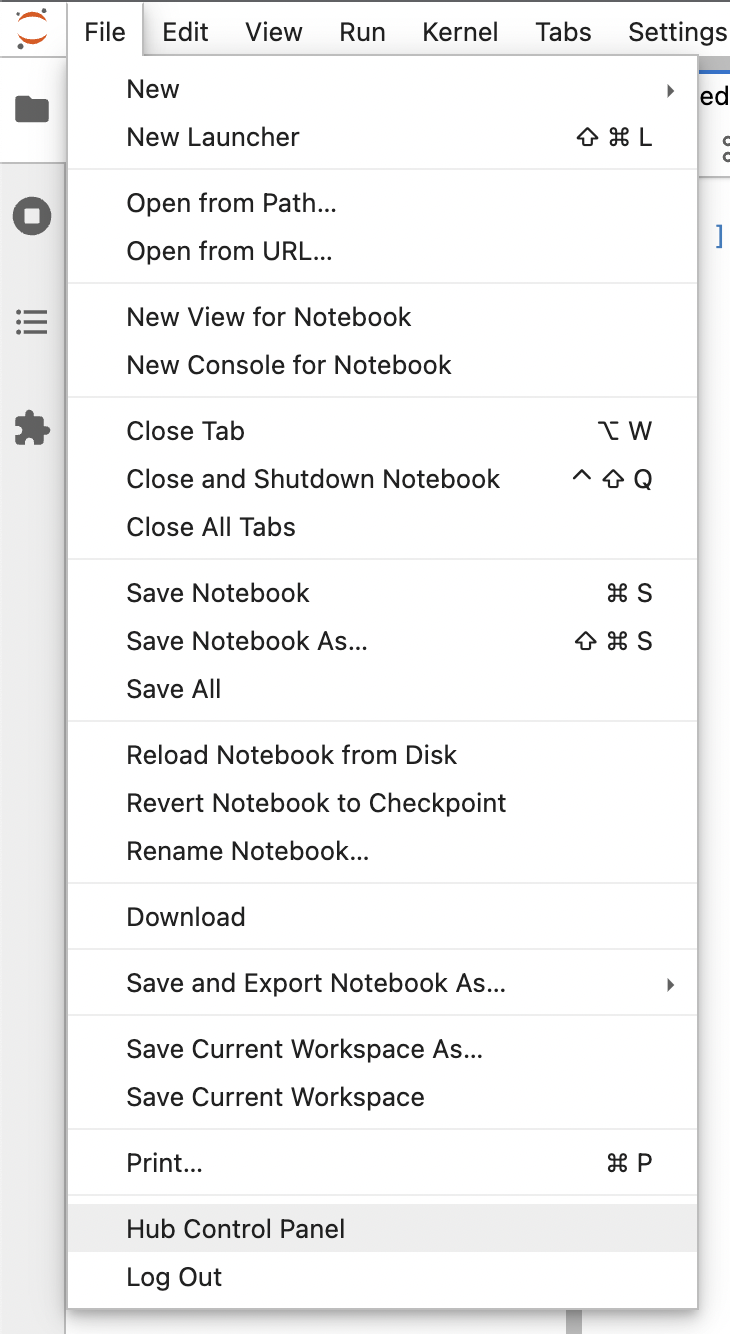 File Edit View Run Kernel Tabs Settings
New
New Launcher ⇧ ⌘ L
Open from Path...
Open from URL...
New View for Notebook
New Console for Notebook
Close Tab ⌥ W
Close and Shutdown Notebook ^ ⇧ Q
Close All Tabs
Save Notebook ⌘ S
Save Notebook As... ⇧ ⌘ S
Save All
Reload Notebook from Disk
Revert Notebook to Checkpoint
Rename Notebook...
Download
Save and Export Notebook As...
Save Current Workspace As...
Save Current Workspace
Print... ⌘ P
Hub Control Panel
Log Out
ed
]